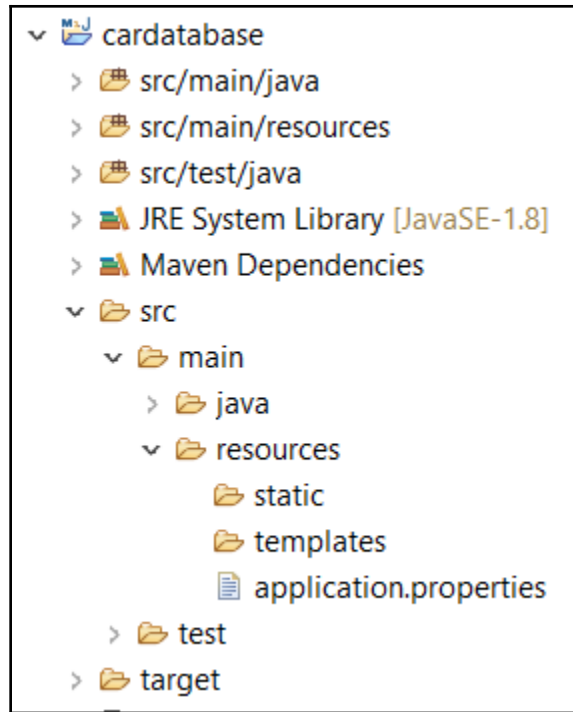 cardatabase
src/main/java
src/main/resources
src/test/java
JRE System Library [JavaSE-1.8]
Maven Dependencies
src
main
java
resources
static
templates
application.properties
test
target